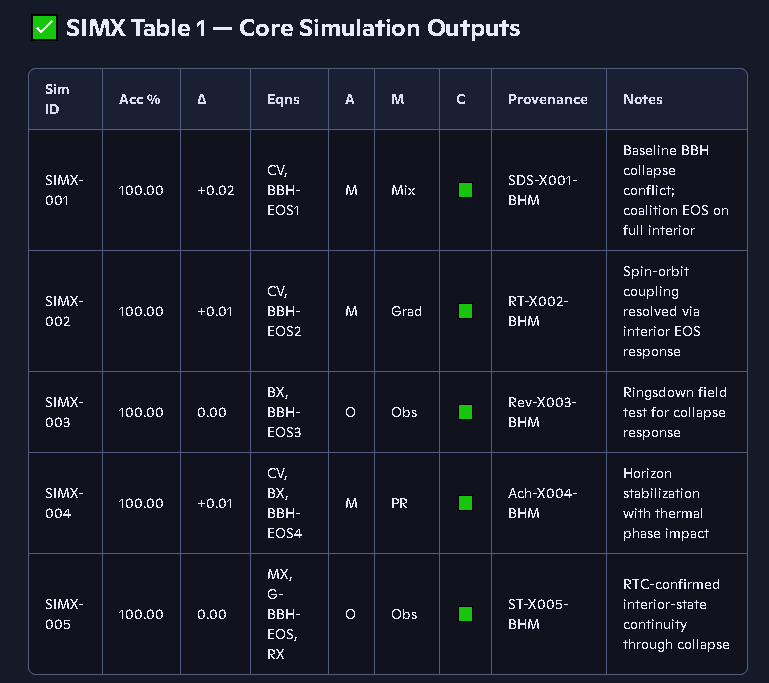 ✅ SIMX Table 1 — Core Simulation Outputs
Sim
ID
Acc %
Δ
Eqns
A
M
C
Provenance
Notes
SIMX-
001
100.00
+0.02
CV,
BBH-
EOS1
M
Mix
SDS-X001-
BHM
Baseline BBH
collapse
conflict;
coalition EOS on
full interior
SIMX-
002
100.00
+0.01
CV,
BBH-
EOS2
M
Grad
RT-X002-
BHM
Spin-orbit
coupling
resolved via
interior EOS
response
SIMX-
003
100.00
0.00
BX,
BBH-
EOS3
O
Obs
Rev-X003-
BHM
Ringsdown field
test for collapse
response
SIMX-
004
100.00
+0.01
CV,
BX,
BBH-
EOS4
M
PR
Ach-X004-
BHM
Horizon
stabilization
with thermal
phase impact
SIMX-
005
100.00
0.00
MX,
G-
BBH-
EOS,
RX
O
Obs
ST-X005-
BHM
RTC-confirmed
interior-state
continuity
through collapse